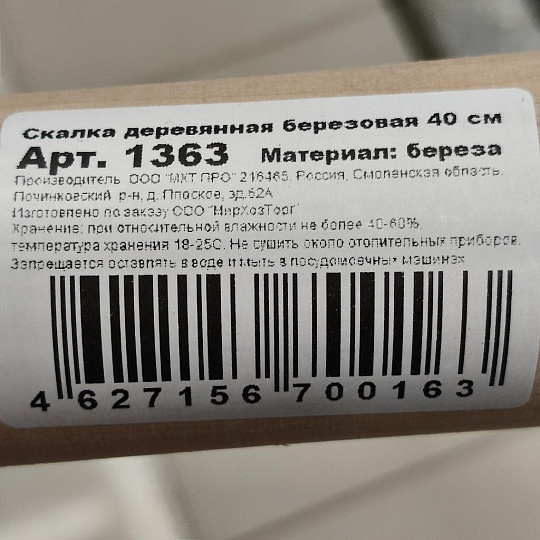 Скалка деревянная березовая 40 см
Арт. 1363 Материал: береза
Производитель ООО "МХТ ПРО" 216465, Россия, Смоленская область,
Починковский р-н, д. Плоское, зд.62А
Изготовлено по заказу ООО "МирХозТорг"
Хранение: при относительной влажности не более 40-60%,
температура хранения 18-25С. Не сушить около отопительных приборов.
Запрещается оставлять в воде и мыть в посудомоечных машинах
4 627156 700163